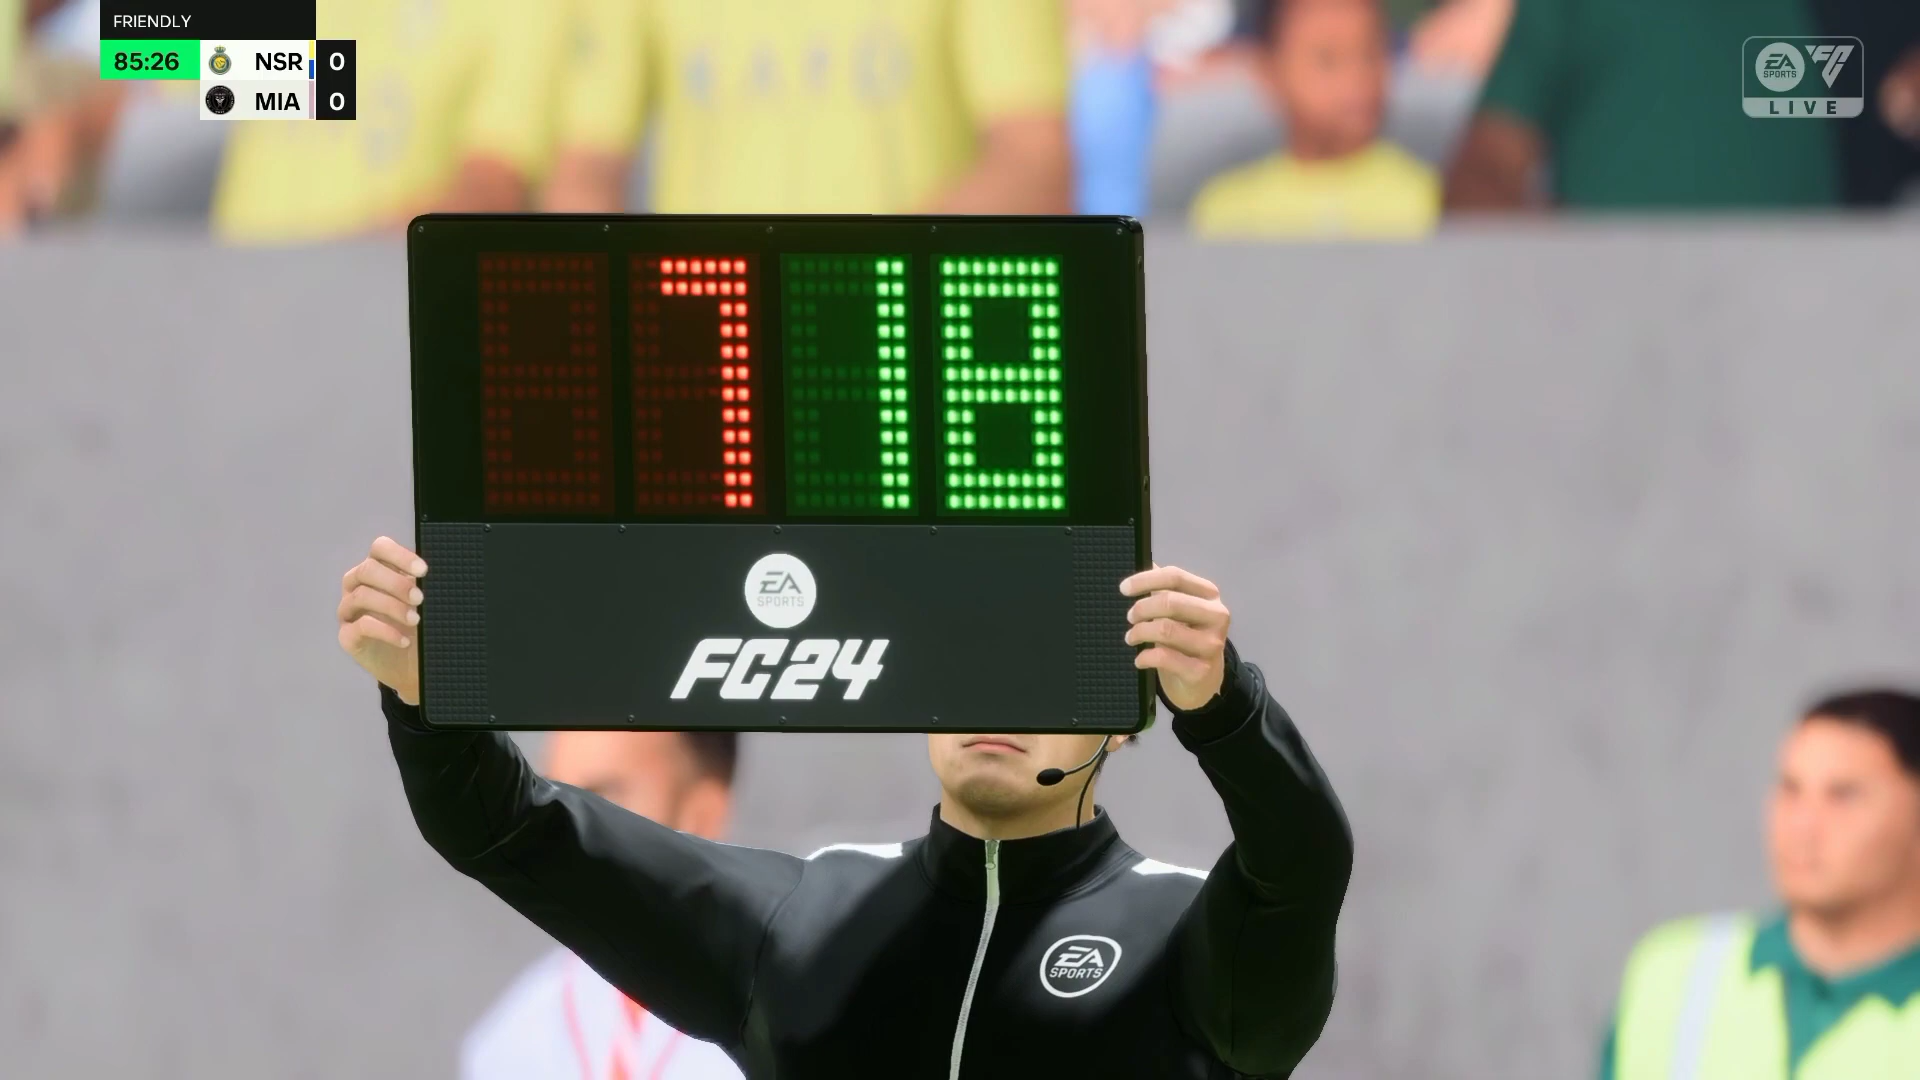 FRIENDLY
85:26 NSR 0
MIA 0
EA
SPORTS
LIVE
7 18
EA
SPORTS
FC24
EA
SPORTS